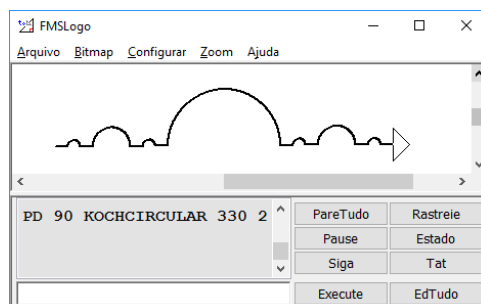 FMSLogo
Arquivo Bitmap Configurar Zoom Ajuda
PD 90 KOCHCIRCULAR 330 2
PareTudo Rastreie
Pause Estado
Siga Tat
Execute EdTudo